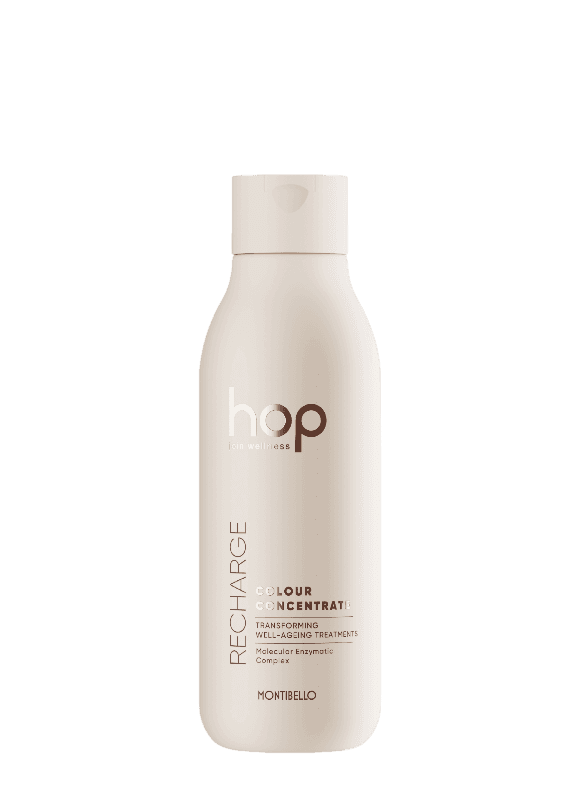 hop
RECHARGE
COLOUR
CONCENTRATE
TRANSFORMING
WELL-AGEING TREATMENTS
Molecular Enzymatic
Complex
MONTIBELLO